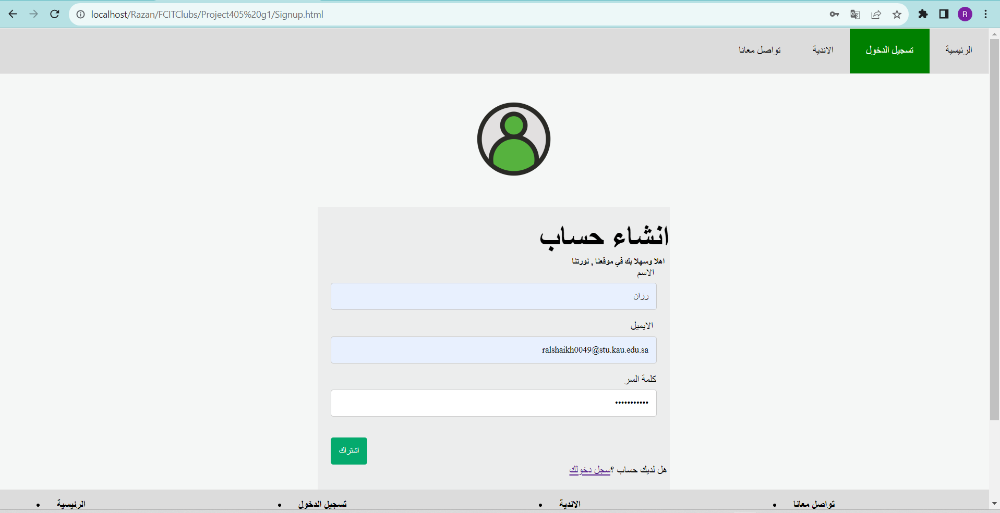 localhost/Razan/FCITClubs/Project405%20g1/Signup.html
R
الرئيسية
تسجيل الدخول
الاندية
تواصل معانا
انشاء حساب
اهلا وسهلا بك في موقعنا , نورتنا
الاسم
رزان
الايميل
ralshaikh0049@stu.kau.edu.sa
كلمة السر
•••••••••••
اشتراك
هل لديك حساب ؟سجل دخولك
تواصل معانا
الاندية
تسجيل الدخول
الرئيسية